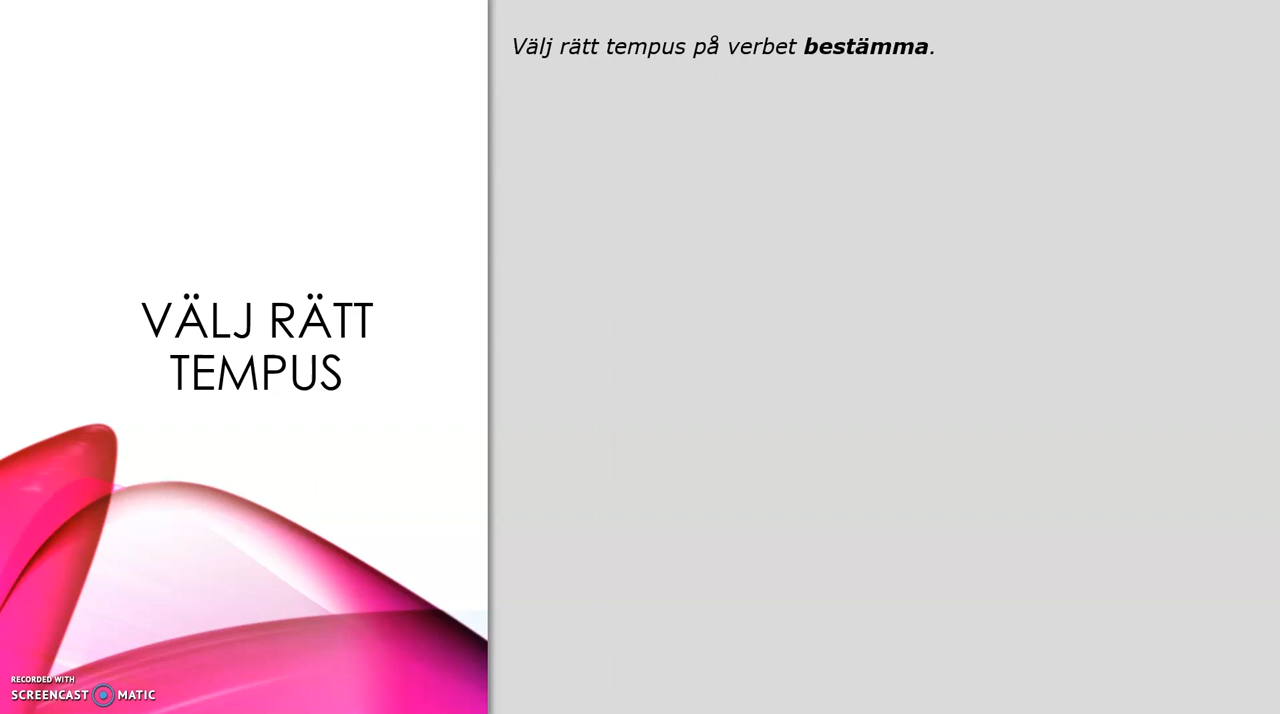 Välj rätt tempus på verbet bestämma.
VÄLJ RÄTT
TEMPUS
RECORDED WITH
SCREENCAST MATIC